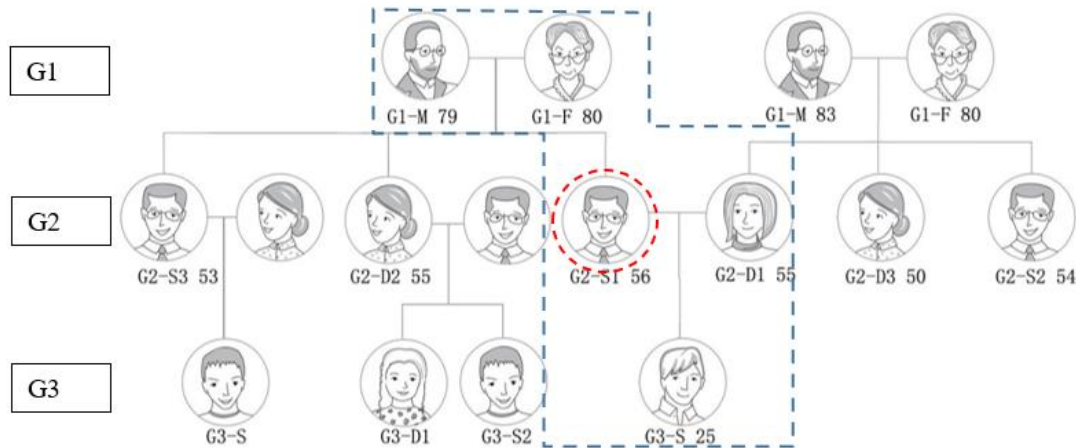 G1
G1-M 79 G1-F 80 G1-M 83 G1-F 80
G2
G2-S3 53 G2-D2 55 G2-S1 56 G2-D1 55 G2-D3 50 G2-S2 54
G3
G3-S G3-D1 G3-S2 G3-S 25